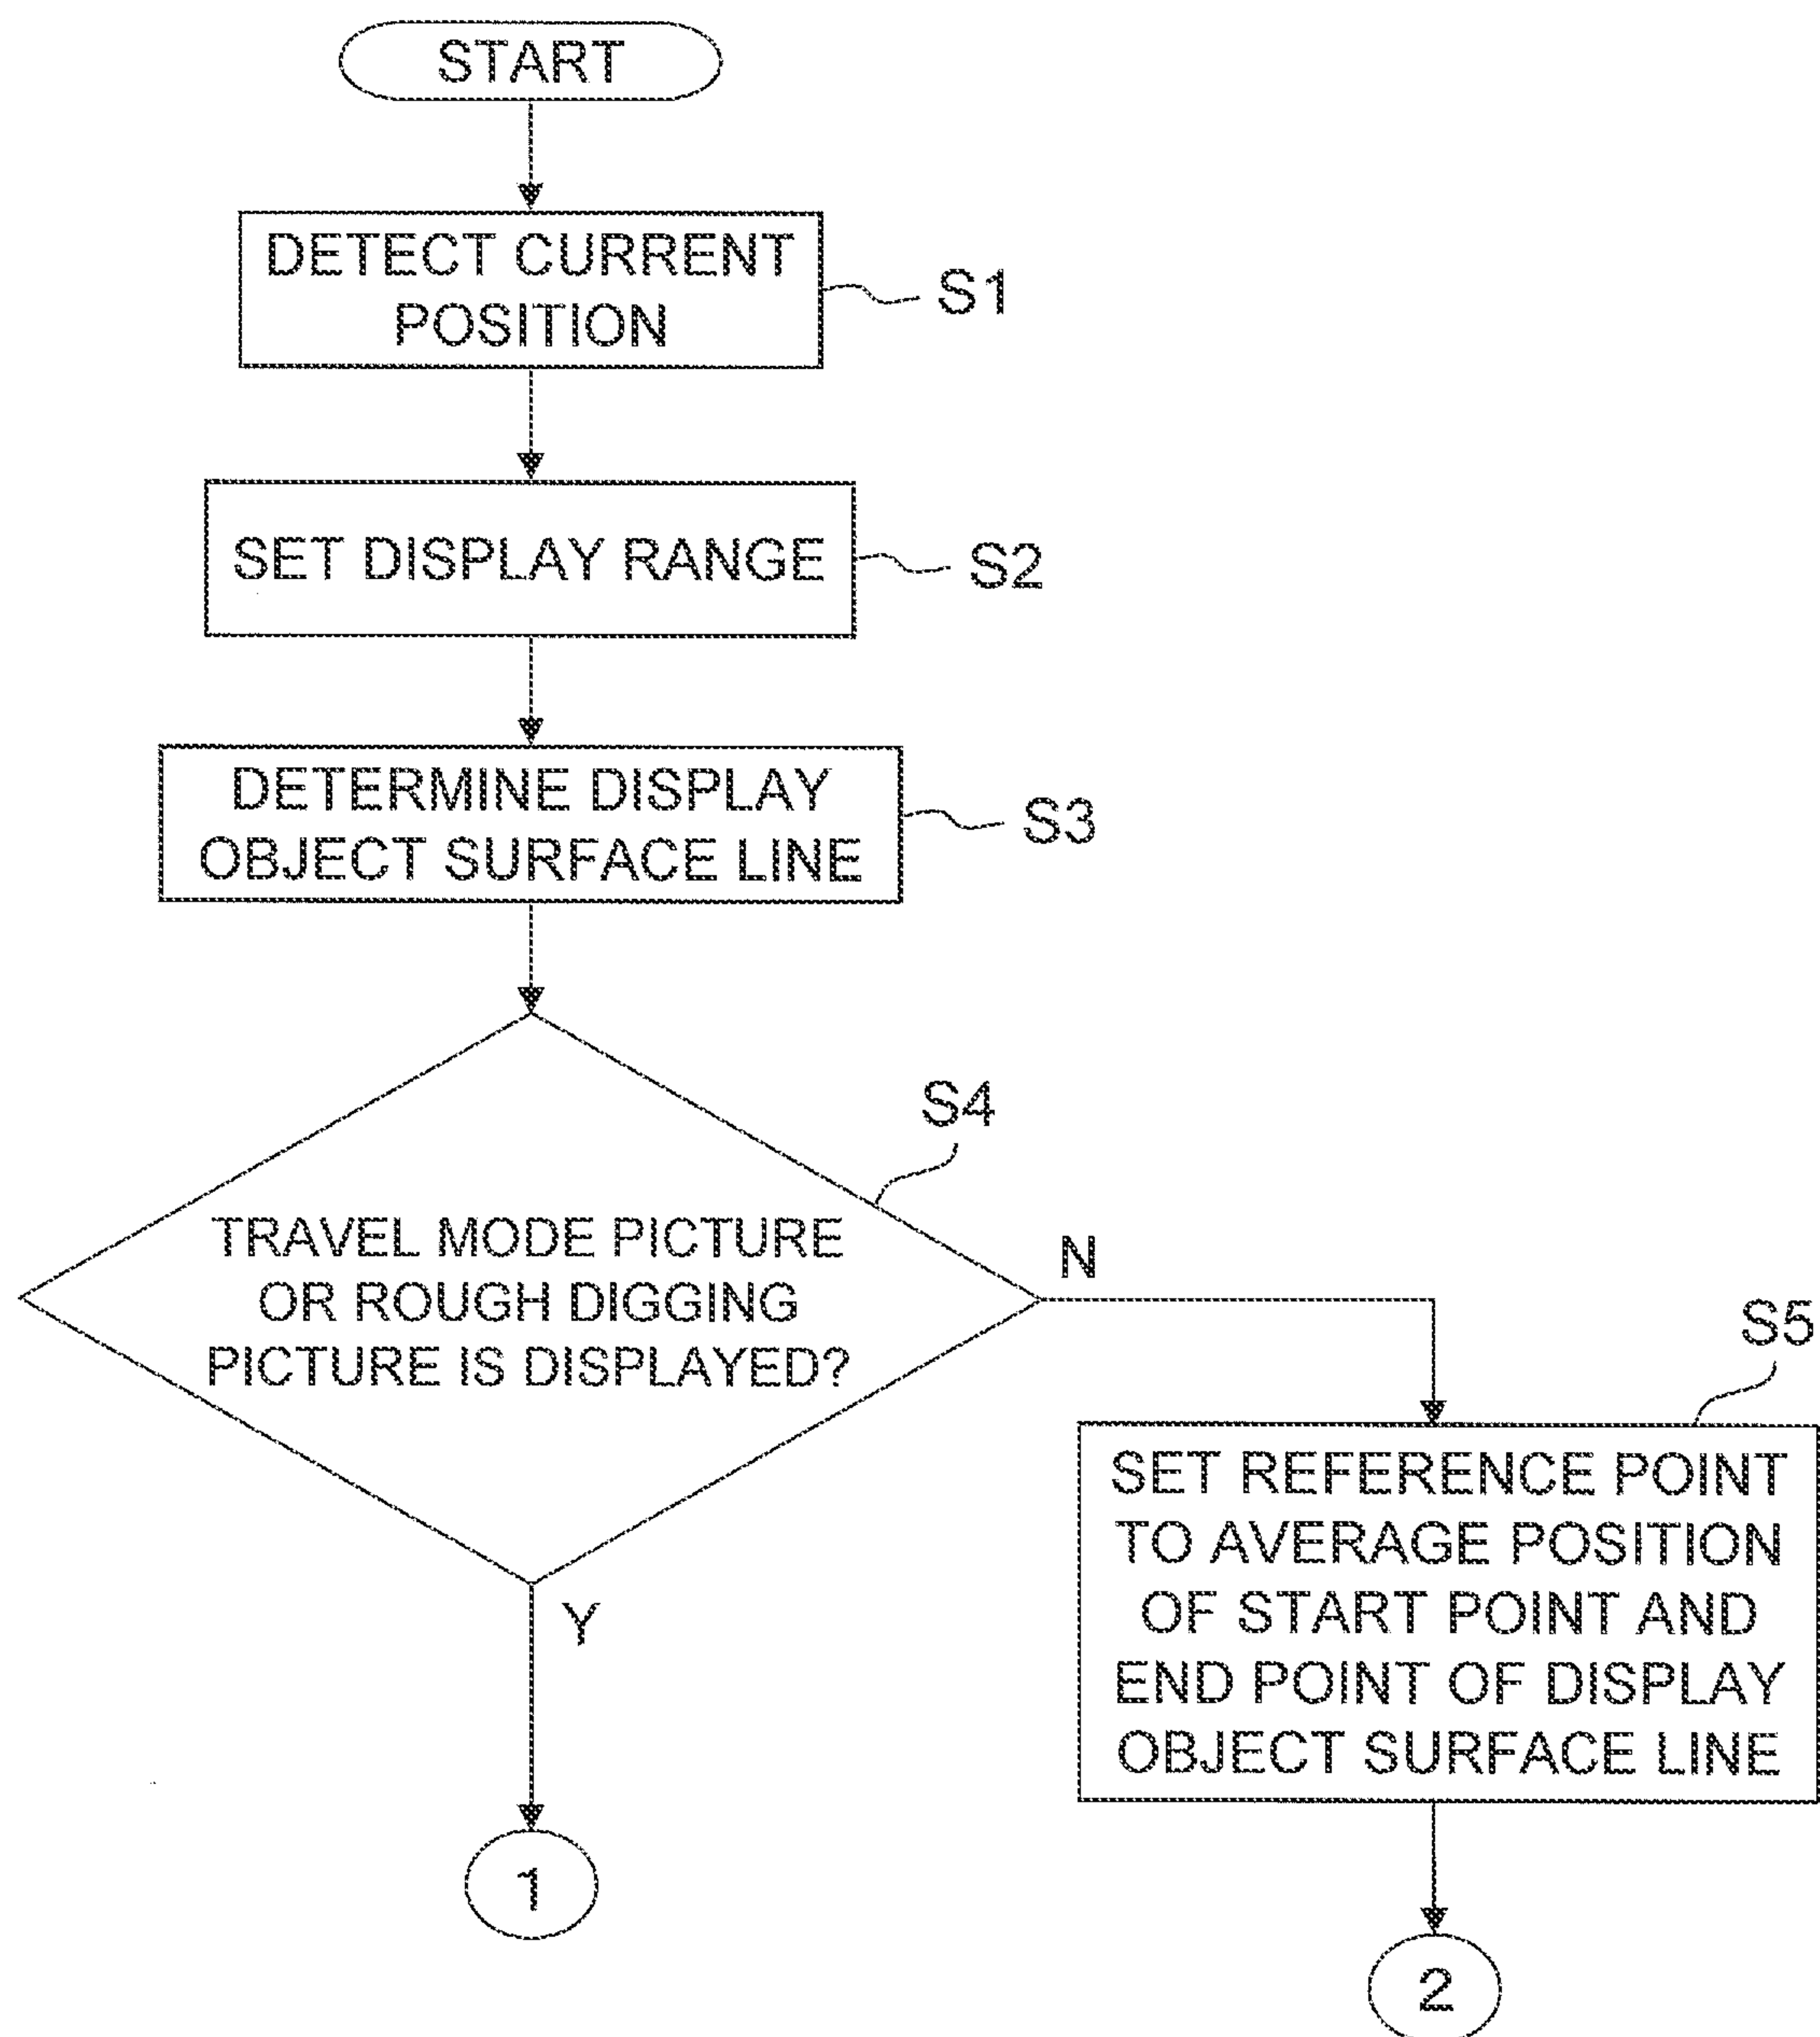 START
DETECT CURRENT
POSITION
S1
SET DISPLAY RANGE
S2
DETERMINE DISPLAY
OBJECT SURFACE LINE
S3
S4
TRAVEL MODE PICTURE
OR ROUGH DIGGING
PICTURE IS DISPLAYED?
N
Y
S5
SET REFERENCE POINT
TO AVERAGE POSITION
OF START POINT AND
END POINT OF DISPLAY
OBJECT SURFACE LINE
1
2